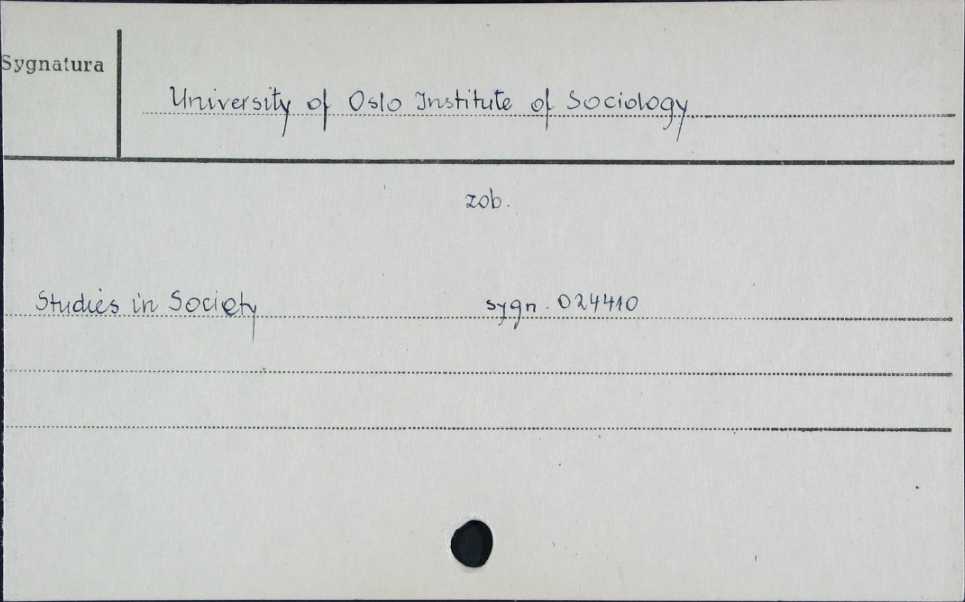 Sygnatura
University of Oslo Institute of Sociology
zob.
Studies in Society sygn. 024410